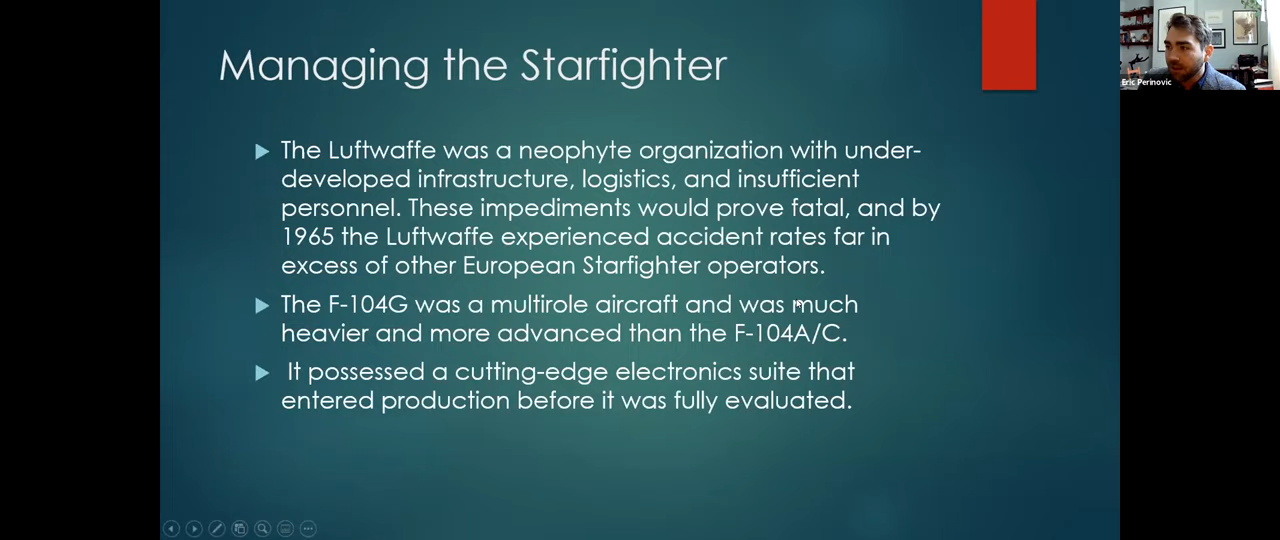 Managing the Starfighter
Eric Perinovic
The Luftwaffe was a neophyte organization with under-
developed infrastructure, logistics, and insufficient
personnel. These impediments would prove fatal, and by
1965 the Luftwaffe experienced accident rates far in
excess of other European Starfighter operators.
The F-104G was a multirole aircraft and was much
heavier and more advanced than the F-104A/C.
It possessed a cutting-edge electronics suite that
entered production before it was fully evaluated.